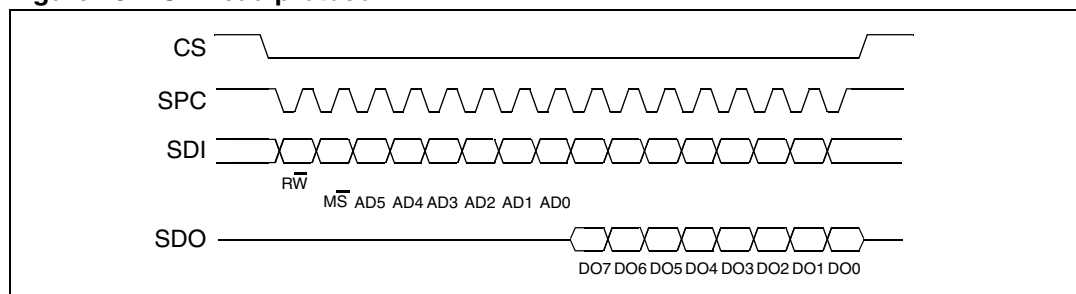 CS
SPC
SDI
RW̅
MS̅ AD5 AD4 AD3 AD2 AD1 AD0
SDO
DO7 DO6 DO5 DO4 DO3 DO2 DO1 DO0